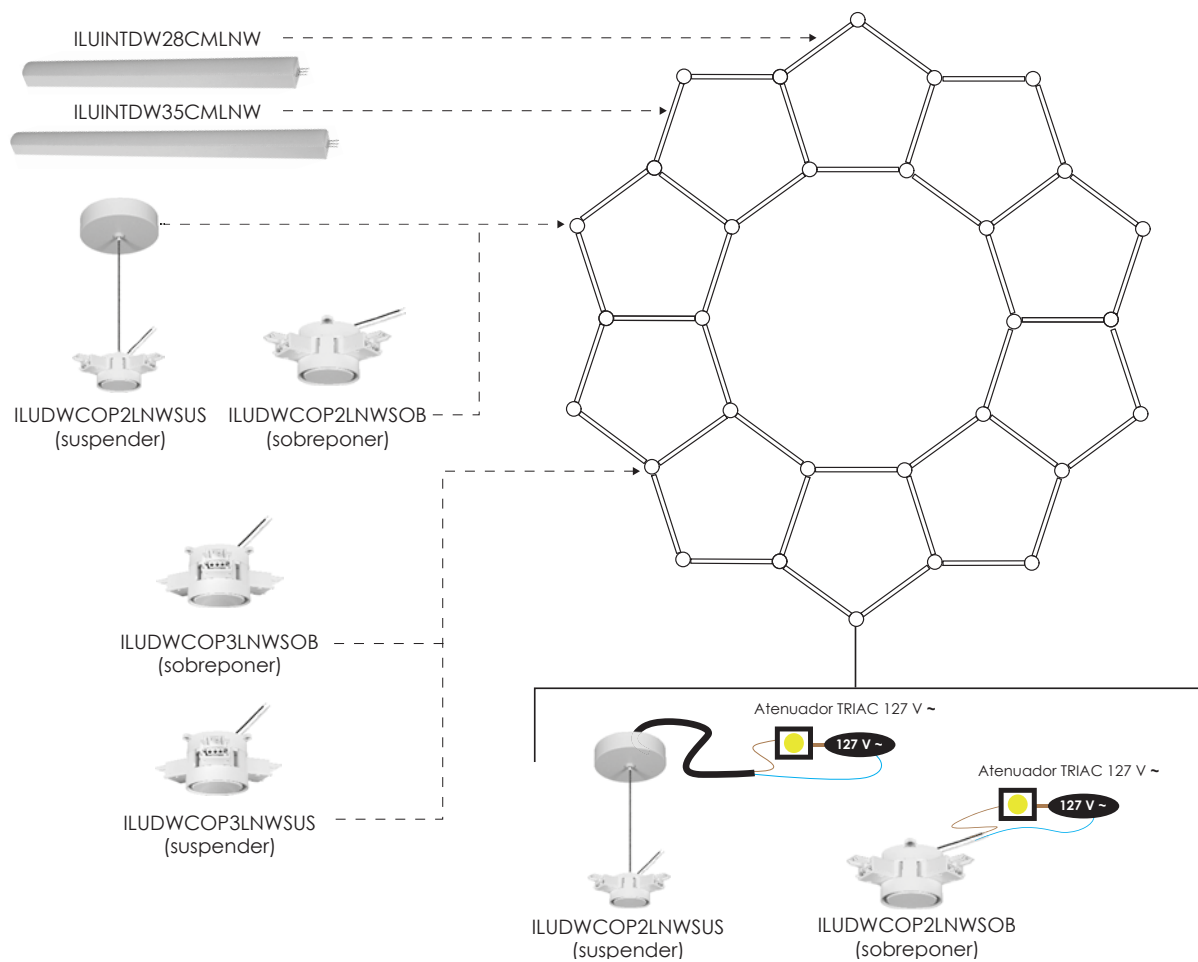 ILUINTDW28CMLNW
ILUINTDW35CMLNW
ILUDWCOP2LNWSUS
(suspender)
ILUDWCOP2LNWSOB
(sobreponer)
ILUDWCOP3LNWSOB
(sobreponer)
ILUDWCOP3LNWSUS
(suspender)
Atenuador TRIAC 127 V ~
127 V ~
Atenuador TRIAC 127 V ~
127 V ~
ILUDWCOP2LNWSUS
(suspender)
ILUDWCOP2LNWSOB
(sobreponer)